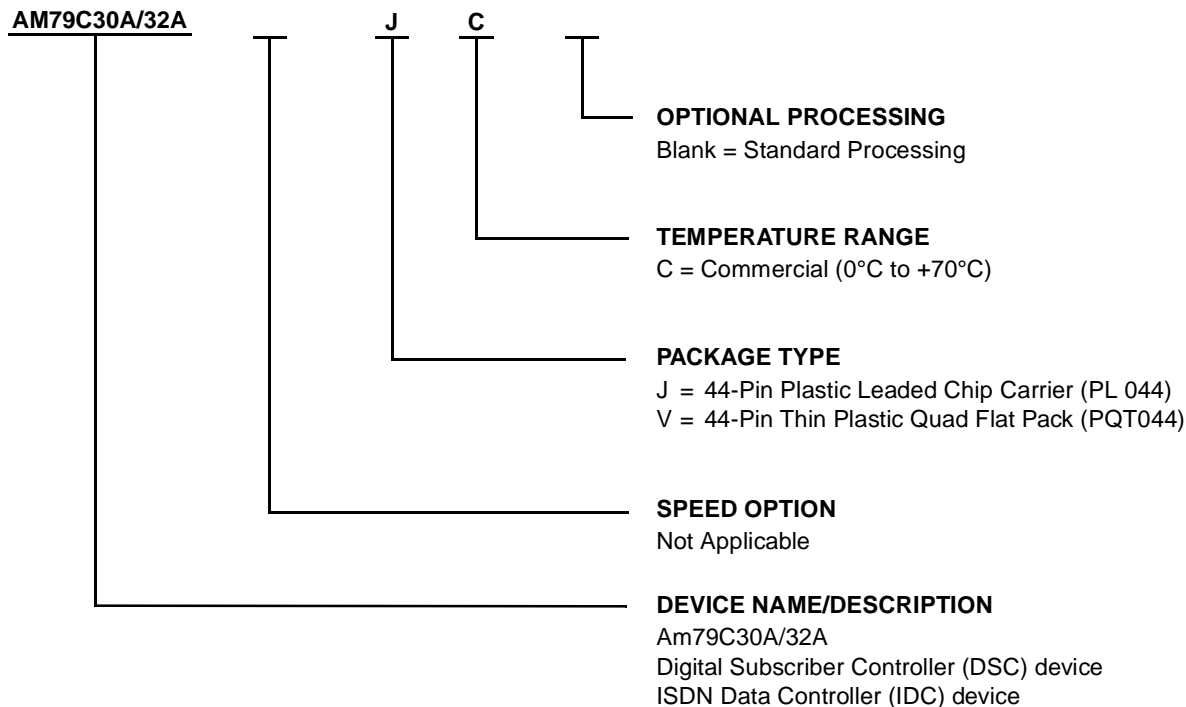 AM79C30A/32A J C
OPTIONAL PROCESSING
Blank = Standard Processing
TEMPERATURE RANGE
C = Commercial (0°C to +70°C)
PACKAGE TYPE
J = 44-Pin Plastic Leaded Chip Carrier (PL 044)
V = 44-Pin Thin Plastic Quad Flat Pack (PQT044)
SPEED OPTION
Not Applicable
DEVICE NAME/DESCRIPTION
Am79C30A/32A
Digital Subscriber Controller (DSC) device
ISDN Data Controller (IDC) device